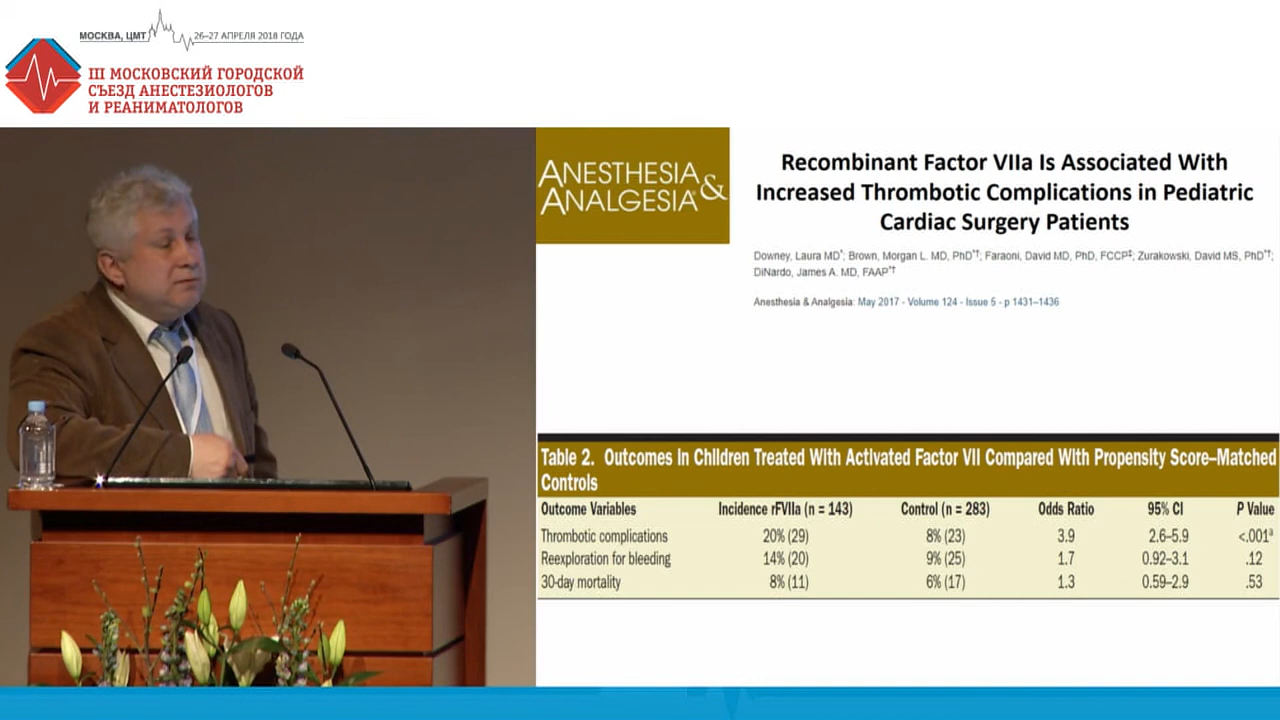 МОСКВА, ЦМТ 26–27 АПРЕЛЯ 2018 ГОДА
III МОСКОВСКИЙ ГОРОДСКОЙ
СЪЕЗД АНЕСТЕЗИОЛОГОВ
И РЕАНИМАТОЛОГОВ
ANESTHESIA &
ANALGESIA
Recombinant Factor VIIa Is Associated With
Increased Thrombotic Complications in Pediatric
Cardiac Surgery Patients
Downey, Laura MD*; Brown, Morgan L. MD, PhD*†; Faraoni, David MD, PhD, FCCP‡; Zurakowski, David MS, PhD*†;
DiNardo, James A. MD, FAAP*†
Anesthesia & Analgesia: May 2017 - Volume 124 - Issue 5 - p 1431–1436
Table 2. Outcomes in Children Treated With Activated Factor VII Compared With Propensity Score–Matched
Controls
Outcome Variables Incidence rFVIIa (n = 143) Control (n = 283) Odds Ratio 95% CI P Value
Thrombotic complications 20% (29) 8% (23) 3.9 2.6–5.9 <.001ª
Reexploration for bleeding 14% (20) 9% (25) 1.7 0.92–3.1 .12
30-day mortality 8% (11) 6% (17) 1.3 0.59–2.9 .53